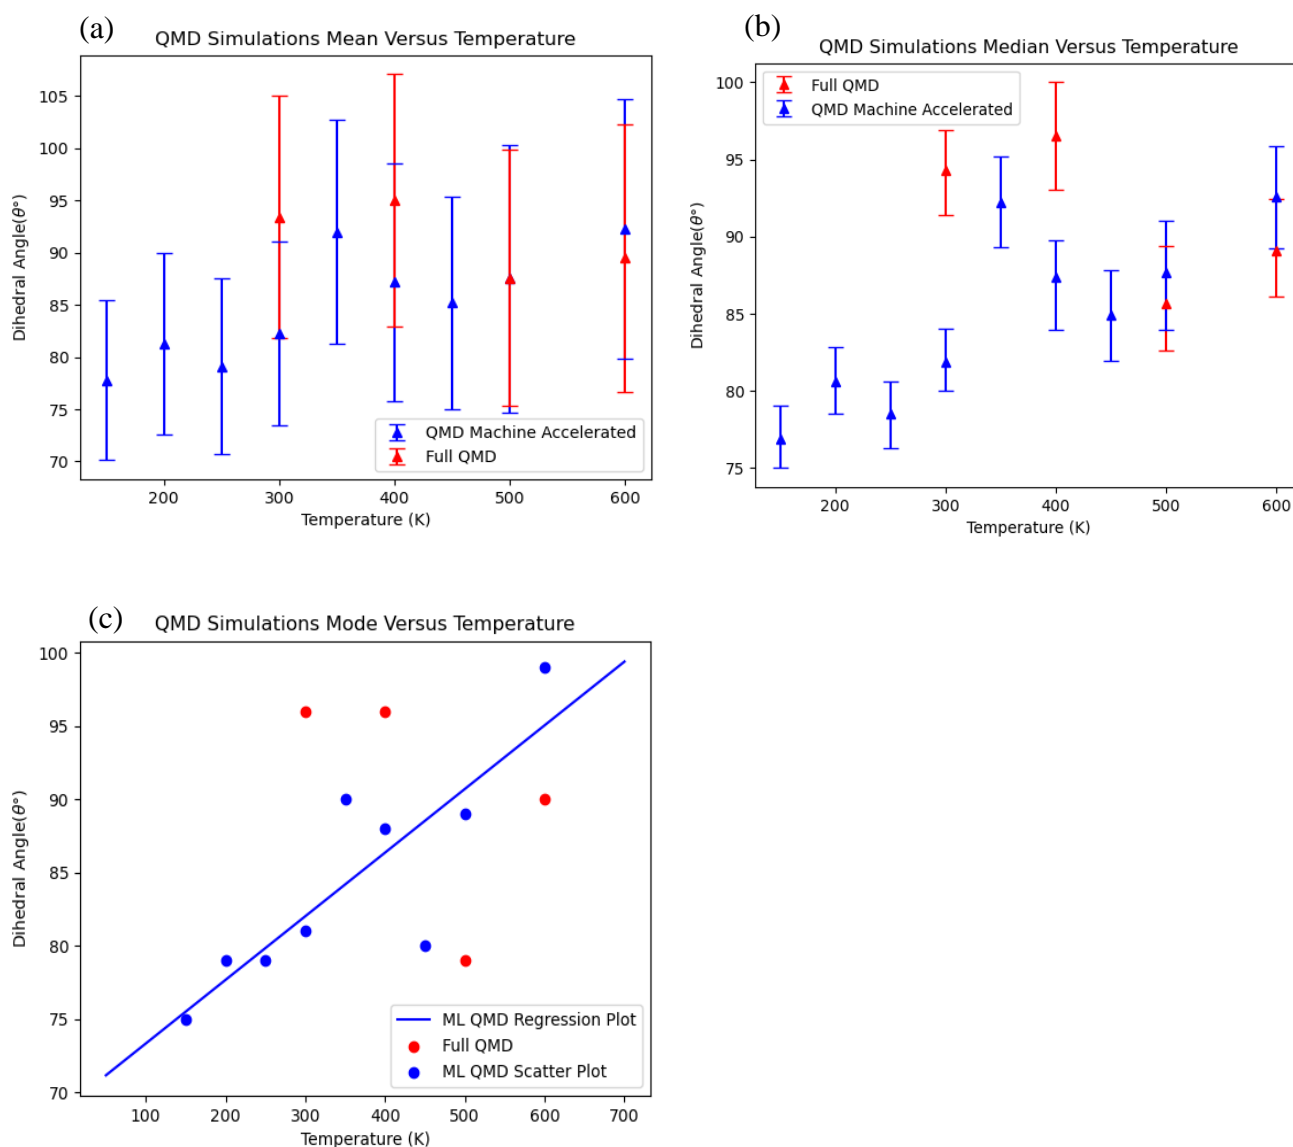 (a)
QMD Simulations Mean Versus Temperature
105
100
95
90
85
80
75
70
Dihedral Angle(θ°)
QMD Machine Accelerated
Full QMD
200 300 400 500 600
Temperature (K)
(b)
QMD Simulations Median Versus Temperature
100
95
90
85
80
75
Dihedral Angle(θ°)
Full QMD
QMD Machine Accelerated
200 300 400 500 600
Temperature (K)
(c)
QMD Simulations Mode Versus Temperature
100
95
90
85
80
75
70
Dihedral Angle(θ°)
ML QMD Regression Plot
Full QMD
ML QMD Scatter Plot
100 200 300 400 500 600 700
Temperature (K)